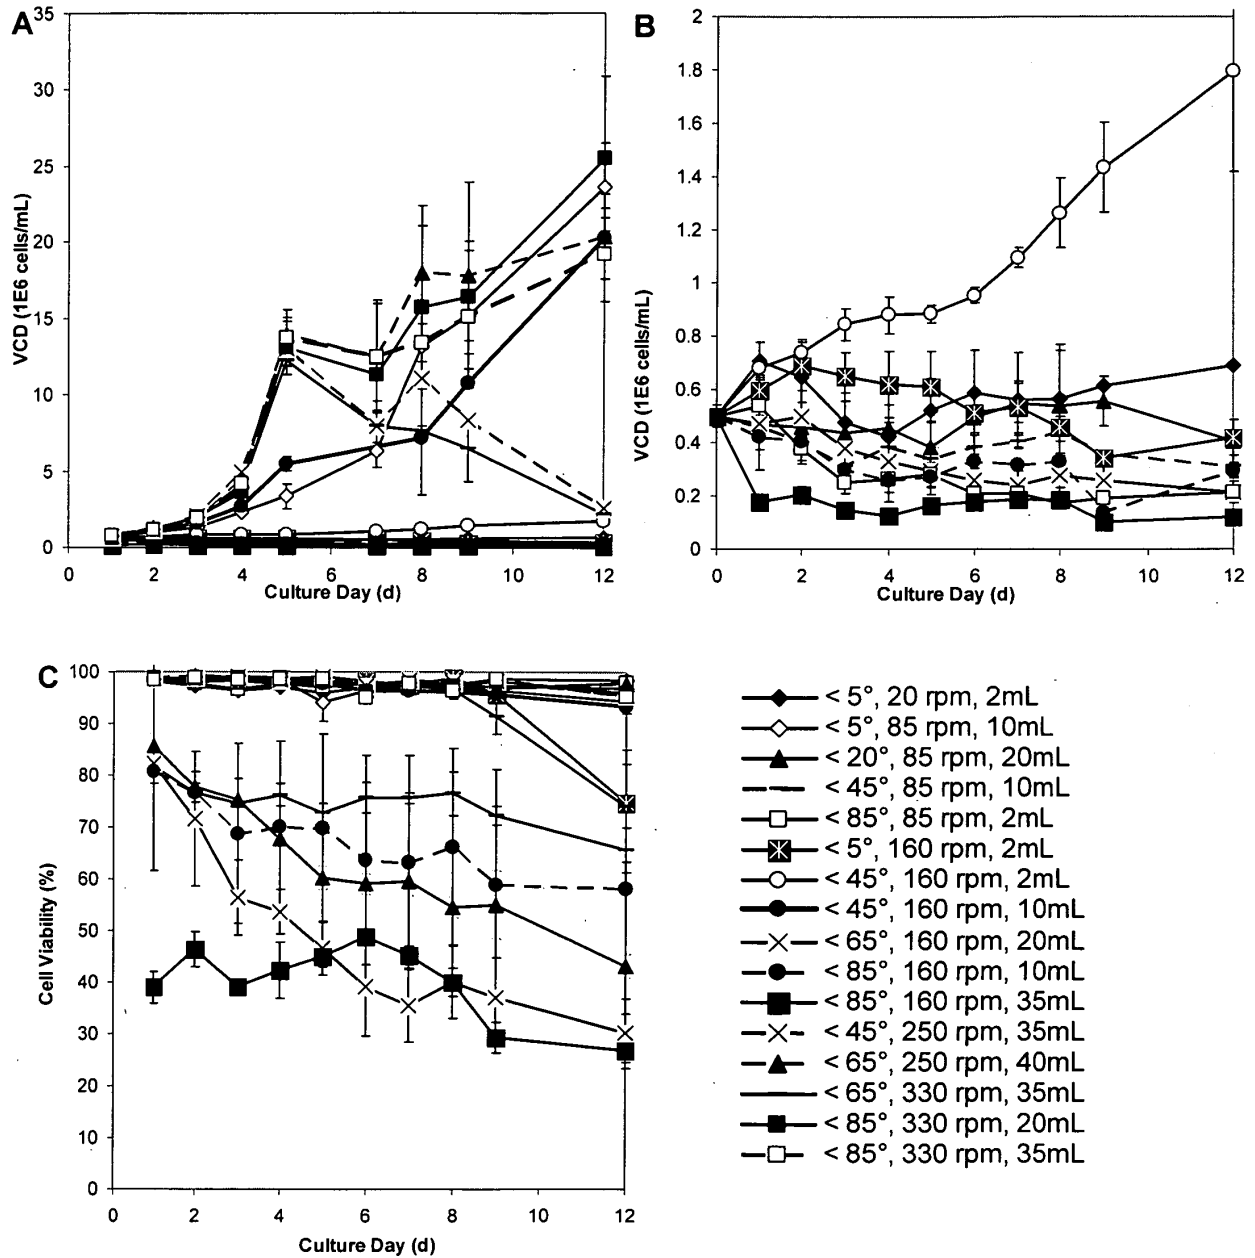 A
35
30
25
20
15
10
5
0
VCD (1E6 cells/mL)
0 2 4 6 8 10 12
Culture Day (d)
B
2
1.8
1.6
1.4
1.2
1
0.8
0.6
0.4
0.2
0
VCD (1E6 cells/mL)
0 2 4 6 8 10 12
Culture Day (d)
C
100
90
80
70
60
50
40
30
20
10
0
Cell Viability (%)
0 2 4 6 8 10 12
Culture Day (d)
< 5°, 20 rpm, 2mL
< 5°, 85 rpm, 10mL
< 20°, 85 rpm, 20mL
< 45°, 85 rpm, 10mL
< 85°, 85 rpm, 2mL
< 5°, 160 rpm, 2mL
< 45°, 160 rpm, 2mL
< 45°, 160 rpm, 10mL
< 65°, 160 rpm, 20mL
< 85°, 160 rpm, 10mL
< 85°, 160 rpm, 35mL
< 45°, 250 rpm, 35mL
< 65°, 250 rpm, 40mL
< 65°, 330 rpm, 35mL
< 85°, 330 rpm, 20mL
< 85°, 330 rpm, 35mL